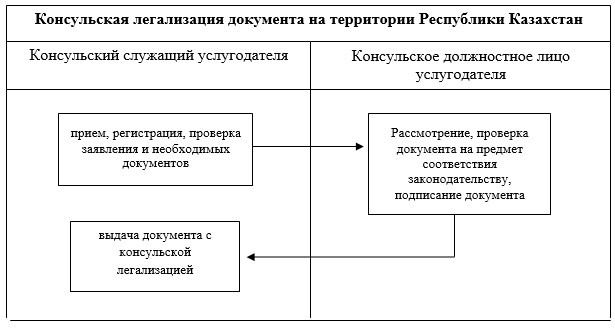 Консульская легализация документа на территории Республики Казахстан
Консульский служащий услугодателя
Консульское должностное лицо
услугодателя
прием, регистрация, проверка
заявления и необходимых
документов
Рассмотрение, проверка
документа на предмет
соответствия
законодательству,
подписание документа
выдача документа с
консульской
легализацией